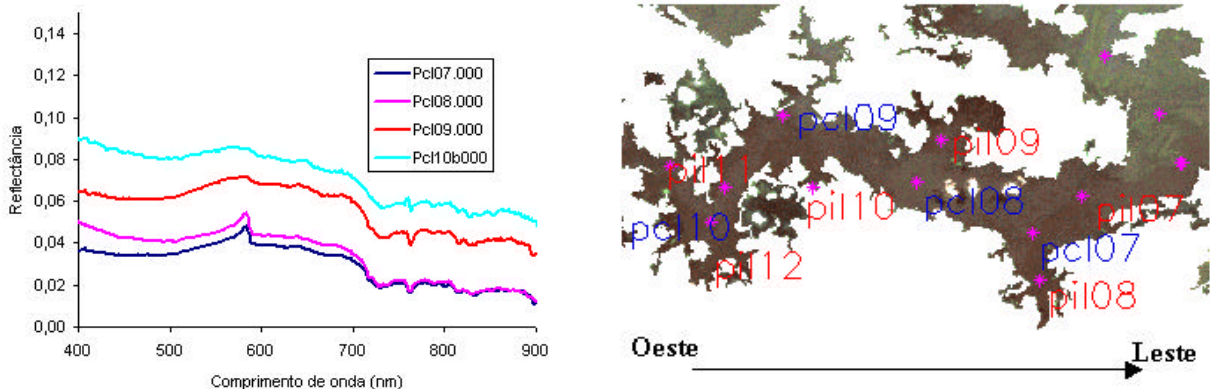 0,14
0,12
0,10
0,08
0,06
0,04
0,02
0,00
Reflectância
400 500 600 700 800 900
Comprimento de onda (nm)
Pcl07.000
Pcl08.000
Pcl09.000
Pcl10b000
pcl09
pil09
pil11
pil10
pcl08
pil07
pcl10
pcl07
pil12
pil08
Oeste
Leste